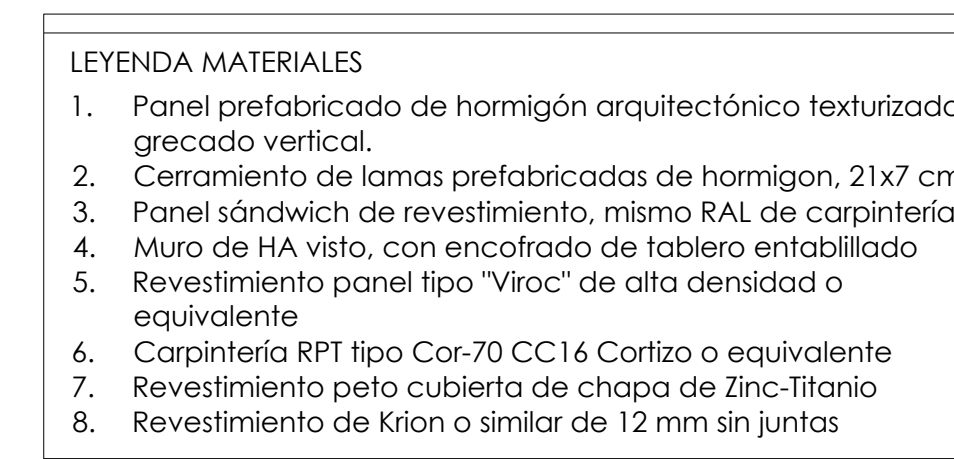 LEYENDA MATERIALES
1. Panel prefabricado de hormigón arquitectónico texturizado
grecado vertical.
2. Cerramiento de lamas prefabricadas de hormigon, 21x7 cm
3. Panel sándwich de revestimiento, mismo RAL de carpintería
4. Muro de HA visto, con encofrado de tablero entablillado
5. Revestimiento panel tipo "Viroc" de alta densidad o
equivalente
6. Carpintería RPT tipo Cor-70 CC16 Cortizo o equivalente
7. Revestimiento peto cubierta de chapa de Zinc-Titanio
8. Revestimiento de Krion o similar de 12 mm sin juntas